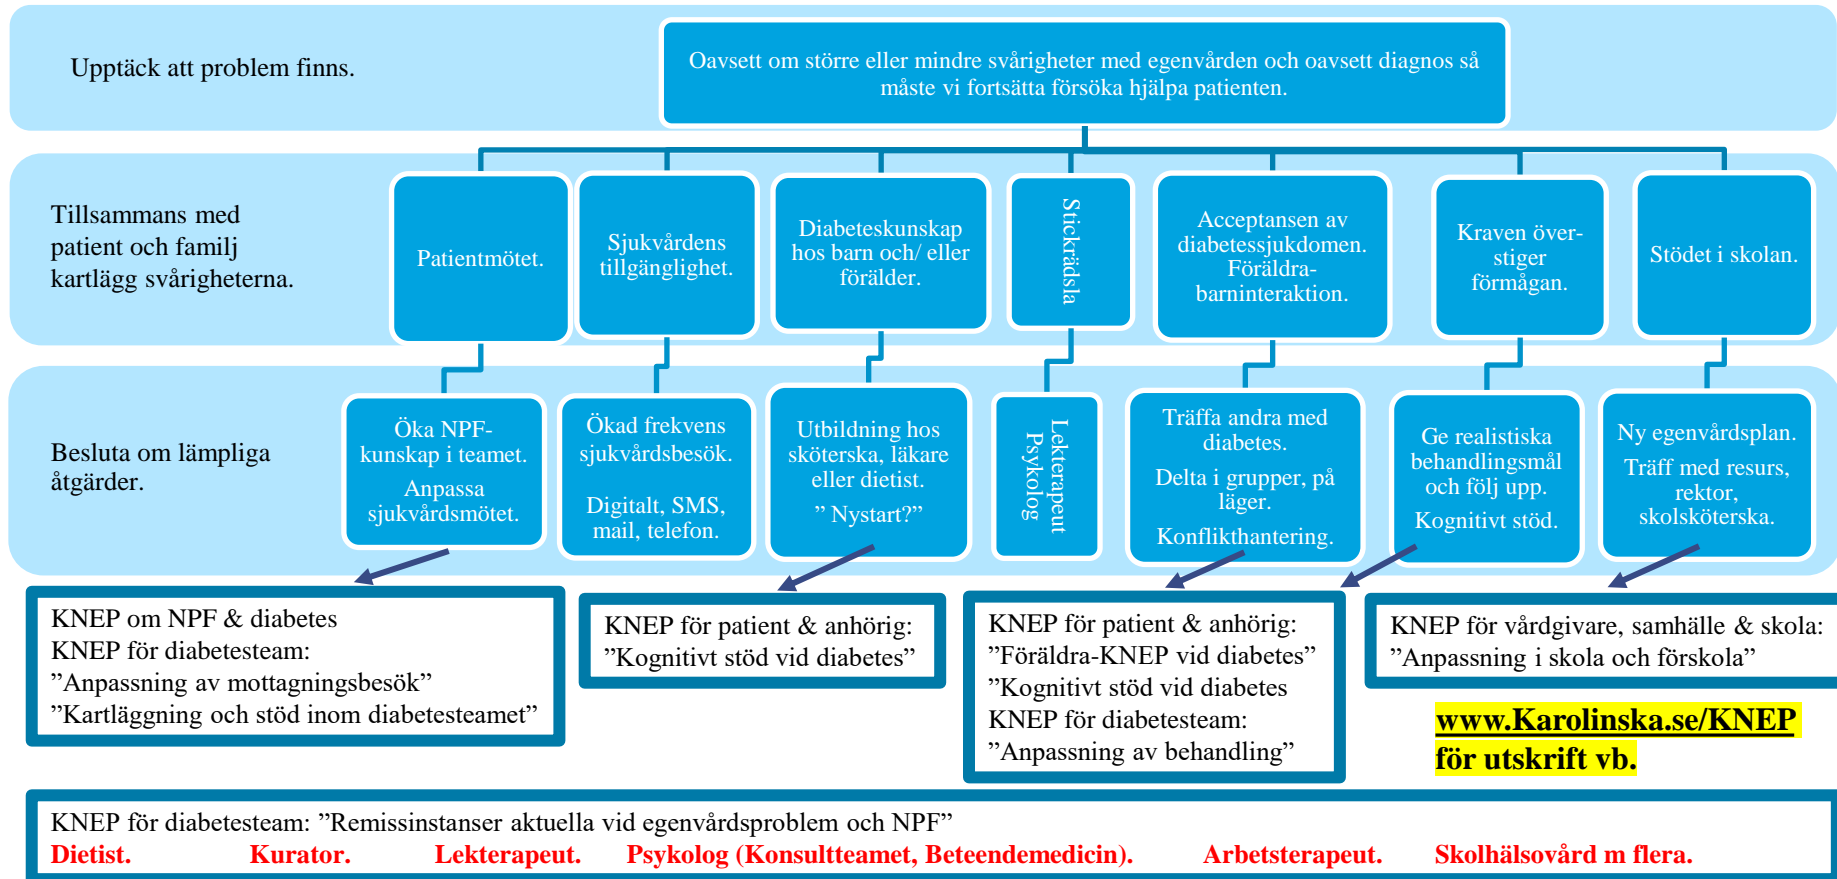 Upptäck att problem finns.
Oavsett om större eller mindre svårigheter med egenvården och oavsett diagnos så
måste vi fortsätta försöka hjälpa patienten.
Tillsammans med
patient och familj
kartlägg svårigheterna.
Patientmötet.
Sjukvårdens
tillgänglighet.
Diabeteskunskap
hos barn och/ eller
förälder.
Stickrädsla
Acceptansen av
diabetessjukdomen.
Föräldra-
barninteraktion.
Kraven över-
stiger
förmågan.
Stödet i skolan.
Besluta om lämpliga
åtgärder.
Öka NPF-
kunskap i teamet.
Anpassa
sjukvårdsmötet.
Ökad frekvens
sjukvårdsbesök.
Digitalt, SMS,
mail, telefon.
Utbildning hos
sköterska, läkare
eller dietist.
” Nystart?”
Lekterapeut
Psykolog
Träffa andra med
diabetes.
Delta i grupper, på
läger.
Konflikthantering.
Ge realistiska
behandlingsmål
och följ upp.
Kognitivt stöd.
Ny egenvårdsplan.
Träff med resurs,
rektor,
skolsköterska.
KNEP om NPF & diabetes
KNEP för diabetesteam:
”Anpassning av mottagningsbesök”
”Kartläggning och stöd inom diabetesteamet”
KNEP för patient & anhörig:
”Kognitivt stöd vid diabetes”
KNEP för patient & anhörig:
”Föräldra-KNEP vid diabetes”
”Kognitivt stöd vid diabetes
KNEP för diabetesteam:
”Anpassning av behandling”
KNEP för vårdgivare, samhälle & skola:
”Anpassning i skola och förskola”
www.Karolinska.se/KNEP
för utskrift vb.
KNEP för diabetesteam: ”Remissinstanser aktuella vid egenvårdsproblem och NPF”
Dietist. Kurator. Lekterapeut. Psykolog (Konsultteamet, Beteendemedicin). Arbetsterapeut. Skolhälsovård m flera.